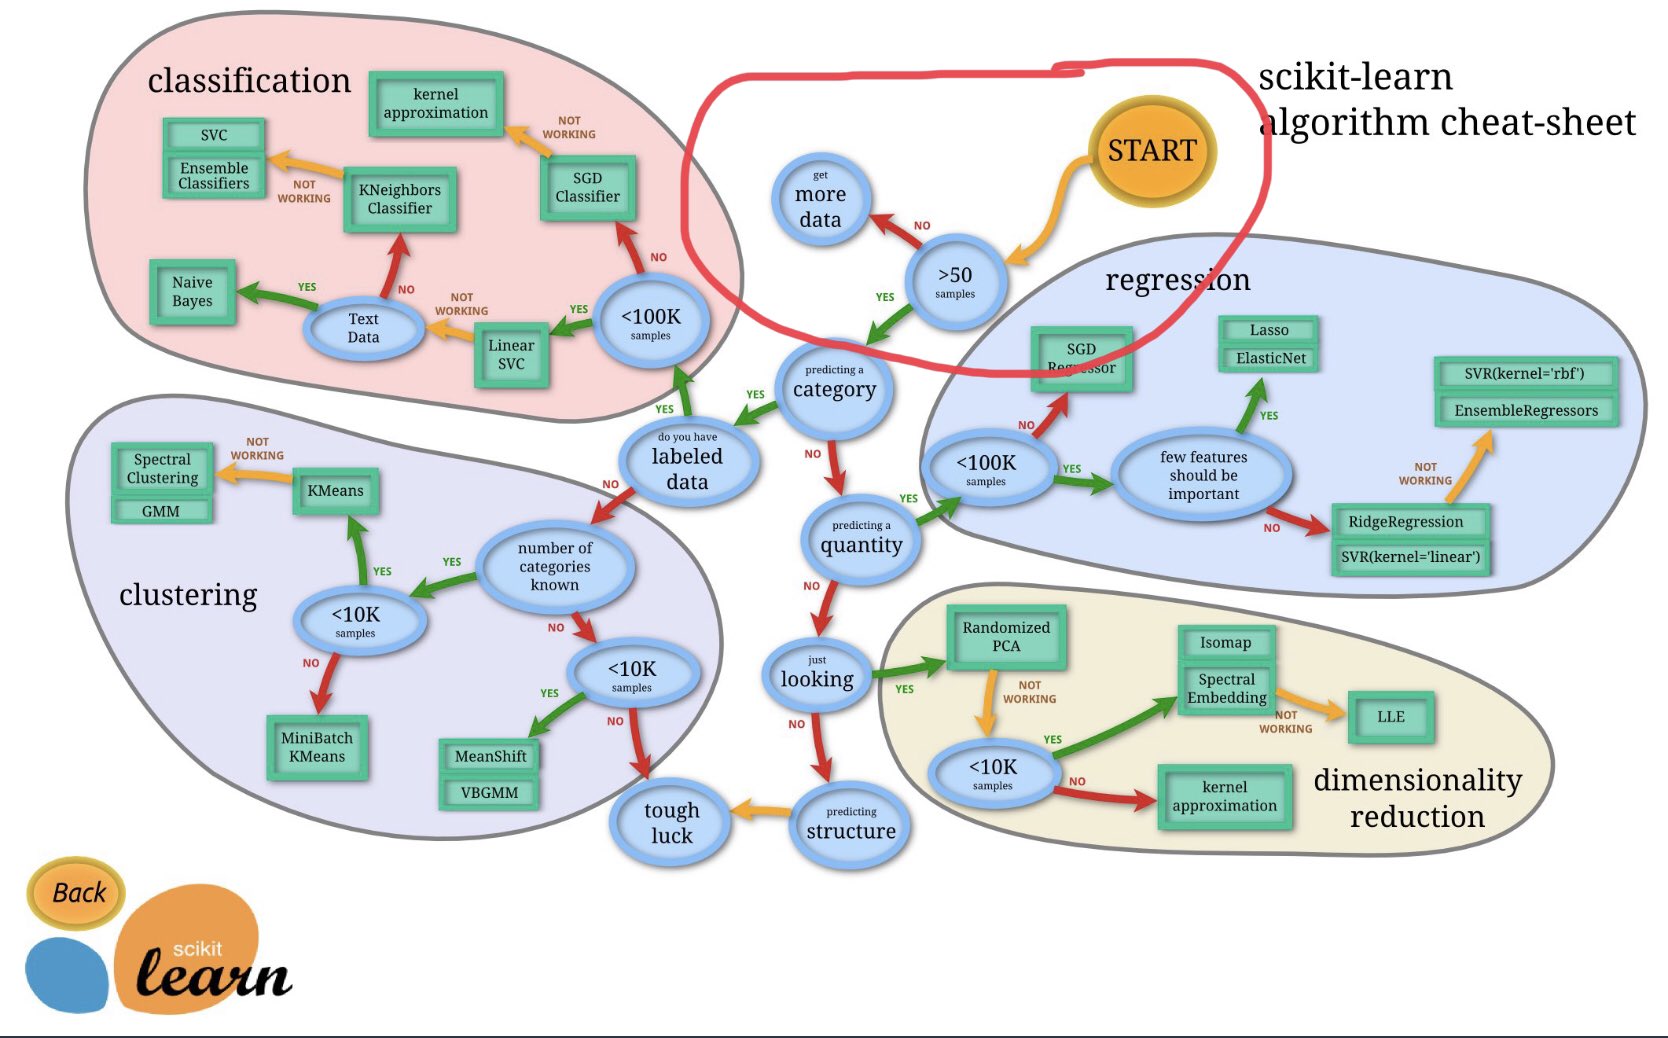 scikit-learn
algorithm cheat-sheet
classification
kernel
approximation
NOT
WORKING
SVC
Ensemble
Classifiers
NOT
WORKING
KNeighbors
Classifier
SGD
Classifier
NO
Naive
Bayes
YES
NO
Text
Data
NOT
WORKING
Linear
SVC
YES
<100K
samples
START
get
more
data
NO
>50
samples
YES
predicting a
category
YES
NO
do you have
labeled
data
YES
NO
predicting a
quantity
YES
NO
just
looking
YES
NO
predicting
structure
tough
luck
regression
SGD
Regressor
NO
<100K
samples
YES
few features
should be
important
YES
Lasso
ElasticNet
NO
RidgeRegression
SVR(kernel='linear')
NOT
WORKING
SVR(kernel='rbf')
EnsembleRegressors
clustering
Spectral
Clustering
GMM
NOT
WORKING
KMeans
YES
<10K
samples
YES
number of
categories
known
NO
NO
MiniBatch
KMeans
<10K
samples
YES
NO
MeanShift
VBGMM
dimensionality
reduction
Randomized
PCA
NOT
WORKING
<10K
samples
YES
Isomap
Spectral
Embedding
NOT
WORKING
LLE
NO
kernel
approximation
Back
scikit
learn